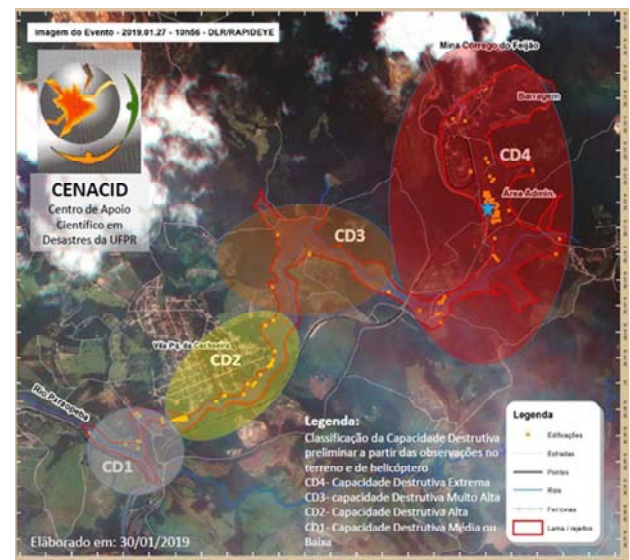 Imagem do Evento - 2019.01.27 - 10h56 - DLR/RAPIDEYE
Mina Córrego do Feijão
Barragem
CD4
Área Admin.
CENACID
Centro de Apoio
Científico em
Desastres da UFPR
CD3
Vila Pq. da Cachoeira
CD2
Rio Paraopeba
CD1
Legenda:
Classificação da Capacidade Destrutiva
preliminar a partir das observações no
terreno e de helicóptero
CD4- Capacidade Destrutiva Extrema
CD3- capacidade Destrutiva Muito Alta
CD2- Capacidade Destrutiva Alta
CD1- Capacidade Destrutiva Média ou
Baixa
Legenda
Edificações
Estradas
Pontes
Rios
Ferrovias
Lama / rejeitos
Elaborado em: 30/01/2019